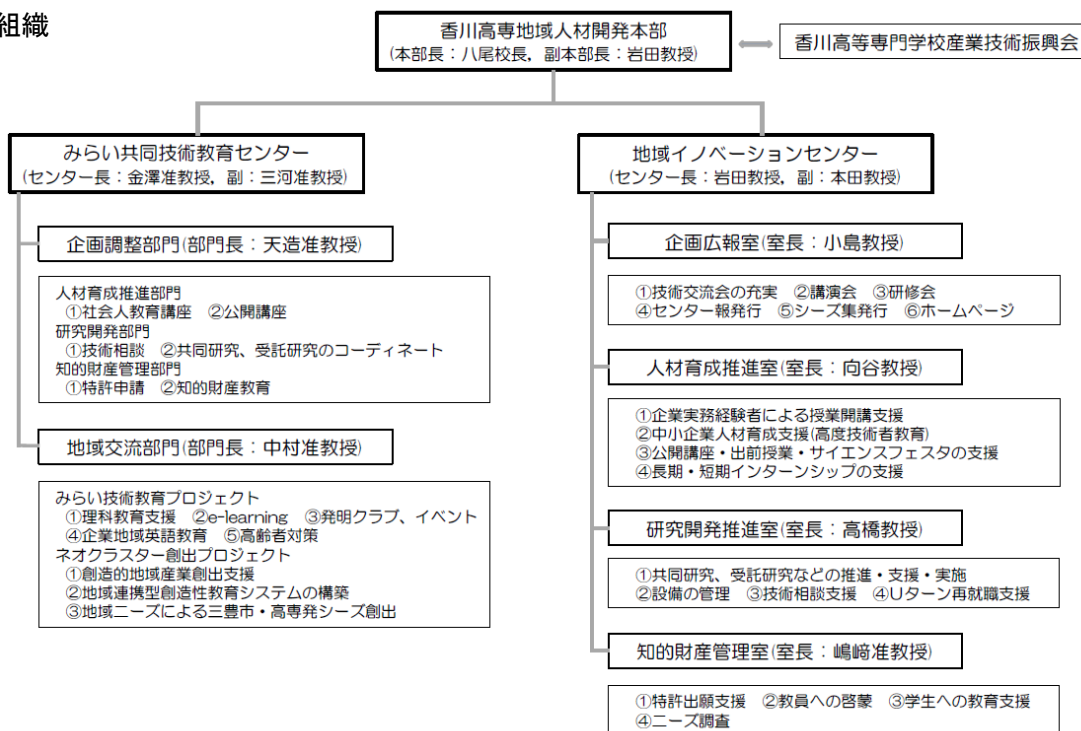 組織
香川高専地域人材開発本部
(本部長：八尾校長，副本部長：岩田教授)
香川高等専門学校産業技術振興会
みらい共同技術教育センター
(センター長：金澤准教授，副：三河准教授)
企画調整部門(部門長：天造准教授)
人材育成推進部門
①社会人教育講座　②公開講座
研究開発部門
①技術相談　②共同研究、受託研究のコーディネート
知的財産管理部門
①特許申請　②知的財産教育
地域交流部門(部門長：中村准教授)
みらい技術教育プロジェクト
①理科教育支援　②e-learning　③発明クラブ、イベント
④企業地域英語教育　⑤高齢者対策
ネオクラスター創出プロジェクト
①創造的地域産業創出支援
②地域連携型創造性教育システムの構築
③地域ニーズによる三豊市・高専発シーズ創出
地域イノベーションセンター
(センター長：岩田教授，副：本田教授)
企画広報室(室長：小島教授)
①技術交流会の充実　②講演会　③研修会
④センター報発行　⑤シーズ集発行　⑥ホームページ
人材育成推進室(室長：向谷教授)
①企業実務経験者による授業開講支援
②中小企業人材育成支援(高度技術者教育)
③公開講座・出前授業・サイエンスフェスタの支援
④長期・短期インターンシップの支援
研究開発推進室(室長：高橋教授)
①共同研究、受託研究などの推進・支援・実施
②設備の管理　③技術相談支援　④Uターン再就職支援
知的財産管理室(室長：嶋﨑准教授)
①特許出願支援　②教員への啓蒙　③学生への教育支援
④ニーズ調査